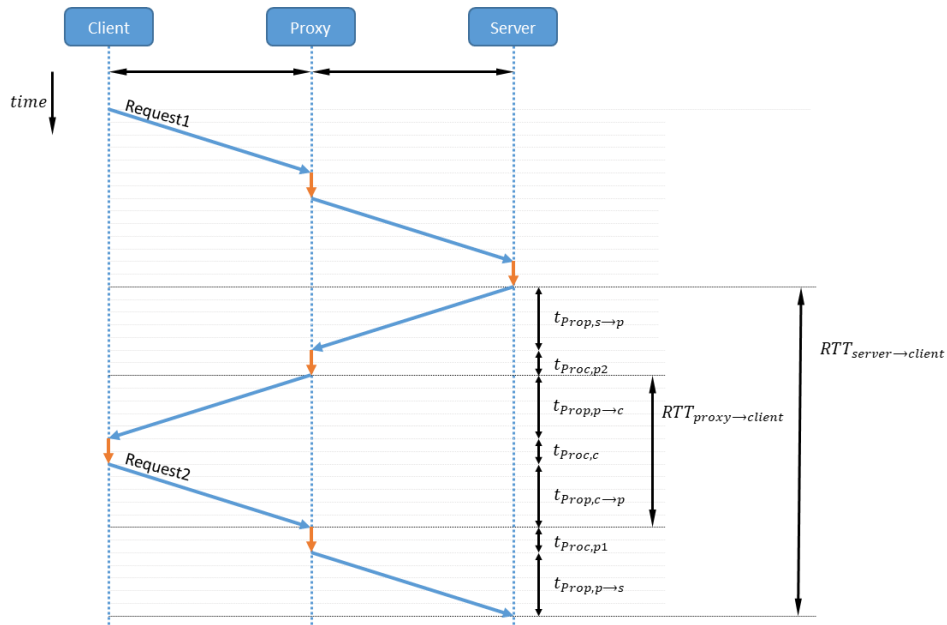 Client
Proxy
Server
time
Request1
t_{Prop,s→p}
RTT_{server→client}
t_{Proc,p2}
t_{Prop,p→c}
RTT_{proxy→client}
t_{Proc,c}
Request2
t_{Prop,c→p}
t_{Proc,p1}
t_{Prop,p→s}